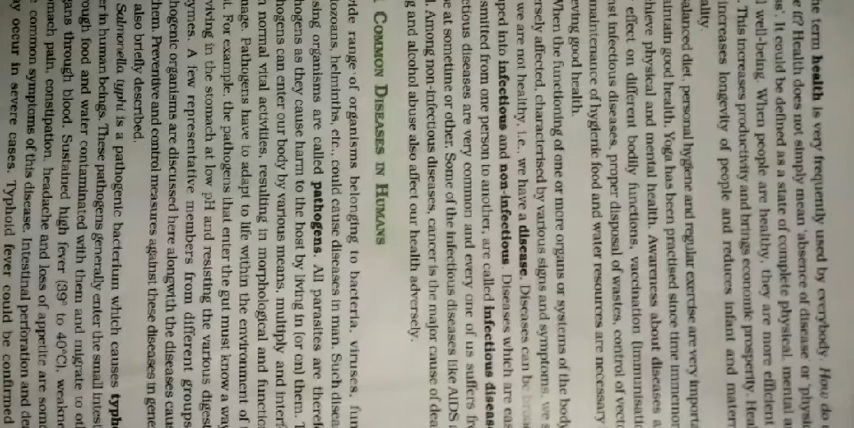 he term health is very frequently used by everybody. How do
e it? Health does not simply mean 'absence of disease' or 'physi
s'. It could be defined as a state of complete physical, mental a
l well-being. When people are healthy, they are more efficient
. This increases productivity and brings economic prosperity. Heal
increases longevity of people and reduces infant and matern
ality.
alanced diet, personal hygiene and regular exercise are very importa
aintain good health. Yoga has been practised since time immemor
hieve physical and mental health. Awareness about diseases a
effect on different bodily functions, vaccination (immunisati
nst infectious diseases, proper disposal of wastes, control of vecto
maintenance of hygienic food and water resources are necessary
eving good health.
When the functioning of one or more organs or systems of the body
rsely affected, characterised by various signs and symptoms, we s
we are not healthy, i.e., we have a disease. Diseases can be broa
ped into infectious and non-infectious. Diseases which are eas
smitted from one person to another, are called infectious diseas
ctious diseases are very common and every one of us suffers fr
e at sometime or other. Some of the infectious diseases like AIDS a
l. Among non-infectious diseases, cancer is the major cause of dea
g and alcohol abuse also affect our health adversely.
COMMON DISEASES IN HUMANS
ide range of organisms belonging to bacteria, viruses, fun
tozoans, helminths, etc., could cause diseases in man. Such disea
sing organisms are called pathogens. All parasites are theref
hogens as they cause harm to the host by living in (or on) them. T
hogens can enter our body by various means, multiply and interf
n normal vital activities, resulting in morphological and functio
nage. Pathogens have to adapt to life within the environment of
t. For example, the pathogens that enter the gut must know a way
viving in the stomach at low pH and resisting the various digest
ymes. A few representative members from different groups
hogenic organisms are discussed here alongwith the diseases caus
hem. Preventive and control measures against these diseases in gene
also briefly described.
Salmonella typhi is a pathogenic bacterium which causes typh
er in human beings. These pathogens generally enter the small intest
ough food and water contaminated with them and migrate to oth
gans through blood. Sustained high fever (39° to 40°C), weakne
mach pain, constipation, headache and loss of appetite are some
common symptoms of this disease. Intestinal perforation and dea
y occur in severe cases. Typhoid fever could be confirmed